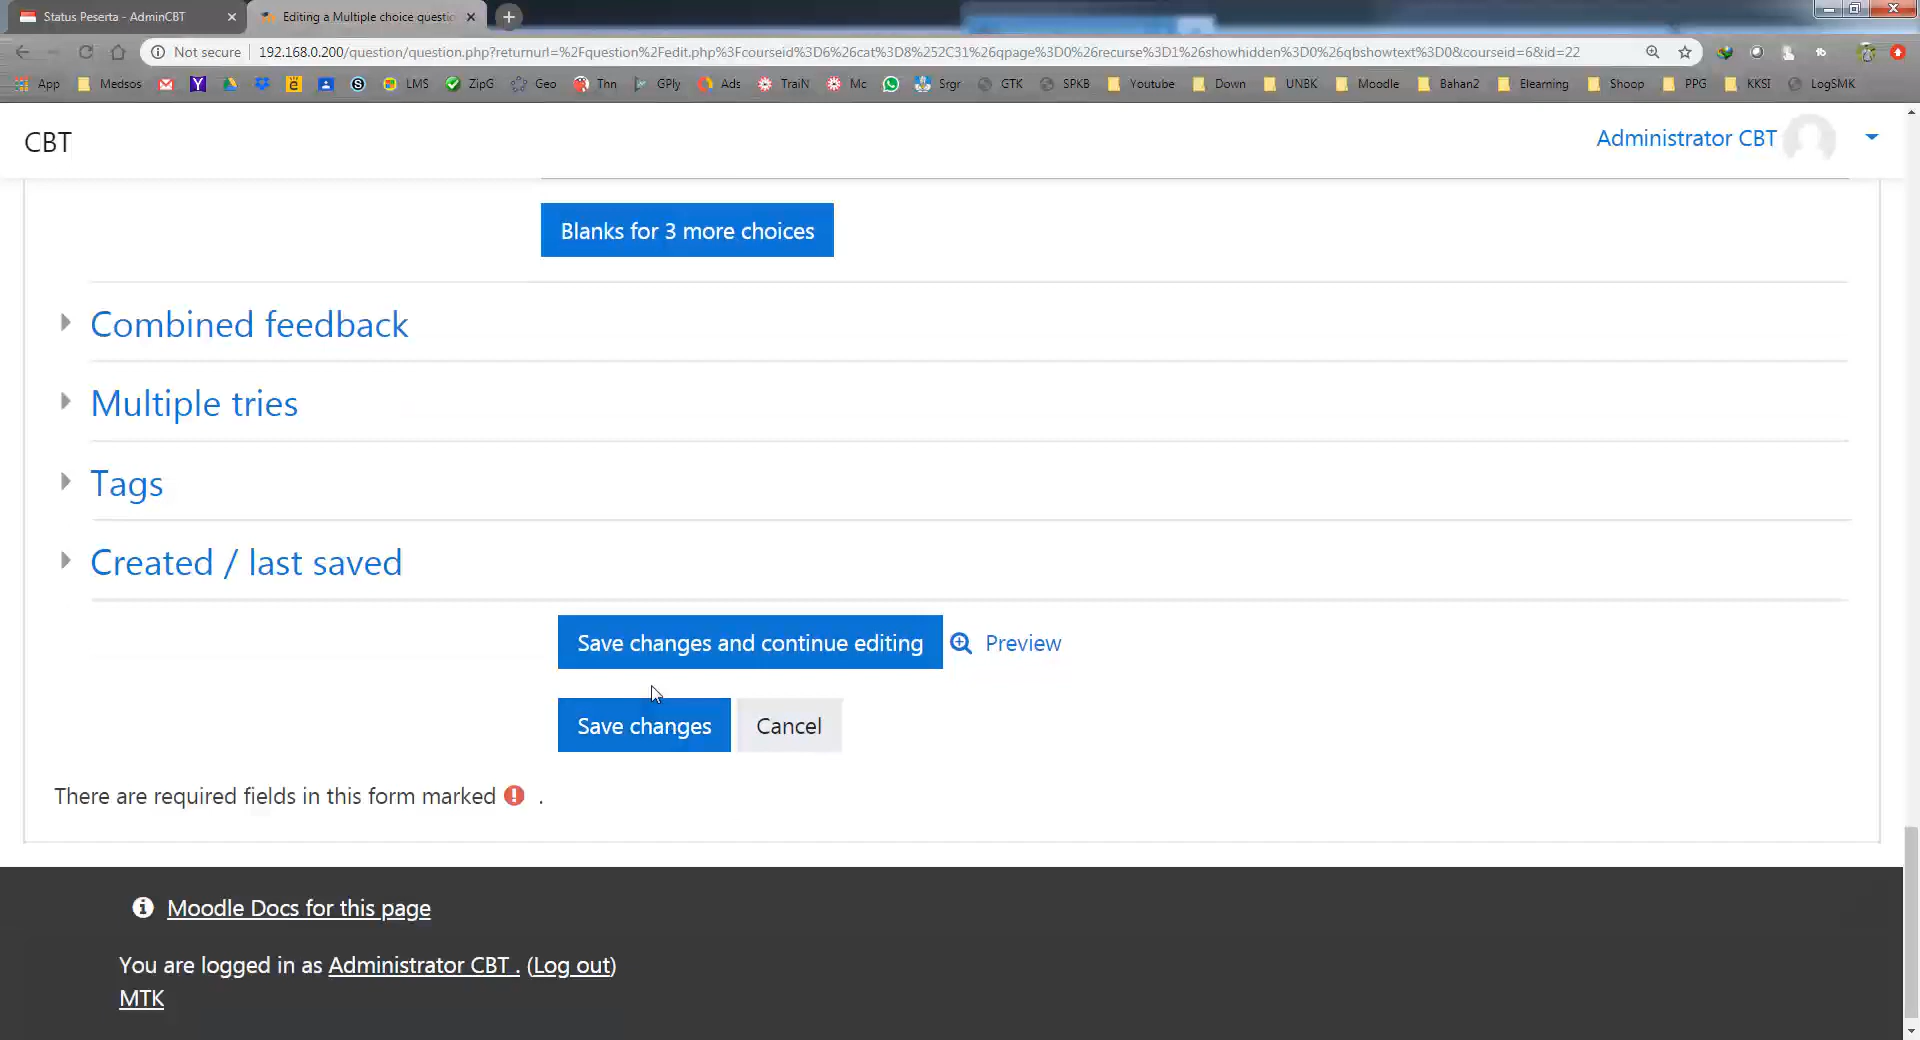 Status Peserta - AdminCBT
Editing a Multiple choice questi
Not secure
192.168.0.200/question/question.php?returnurl=%2Fquestion%2Fedit.php%3Fcourseid%3D6%26cat%3D8%252C31%26qpage%3D0%26recurse%3D1%26showhidden%3D0%26qbshowtext%3D0&courseid=6&id=22
App Medsos LMS ZipG Geo Thn GPly Ads TraiN Mc Srgr GTK SPKB Youtube Down UNBK Moodle Bahan2 Elearning Shoop PPG KKSI LogSMK
CBT
Administrator CBT
Blanks for 3 more choices
Combined feedback
Multiple tries
Tags
Created / last saved
Save changes and continue editing
Preview
Save changes
Cancel
There are required fields in this form marked .
Moodle Docs for this page
You are logged in as Administrator CBT . (Log out)
MTK